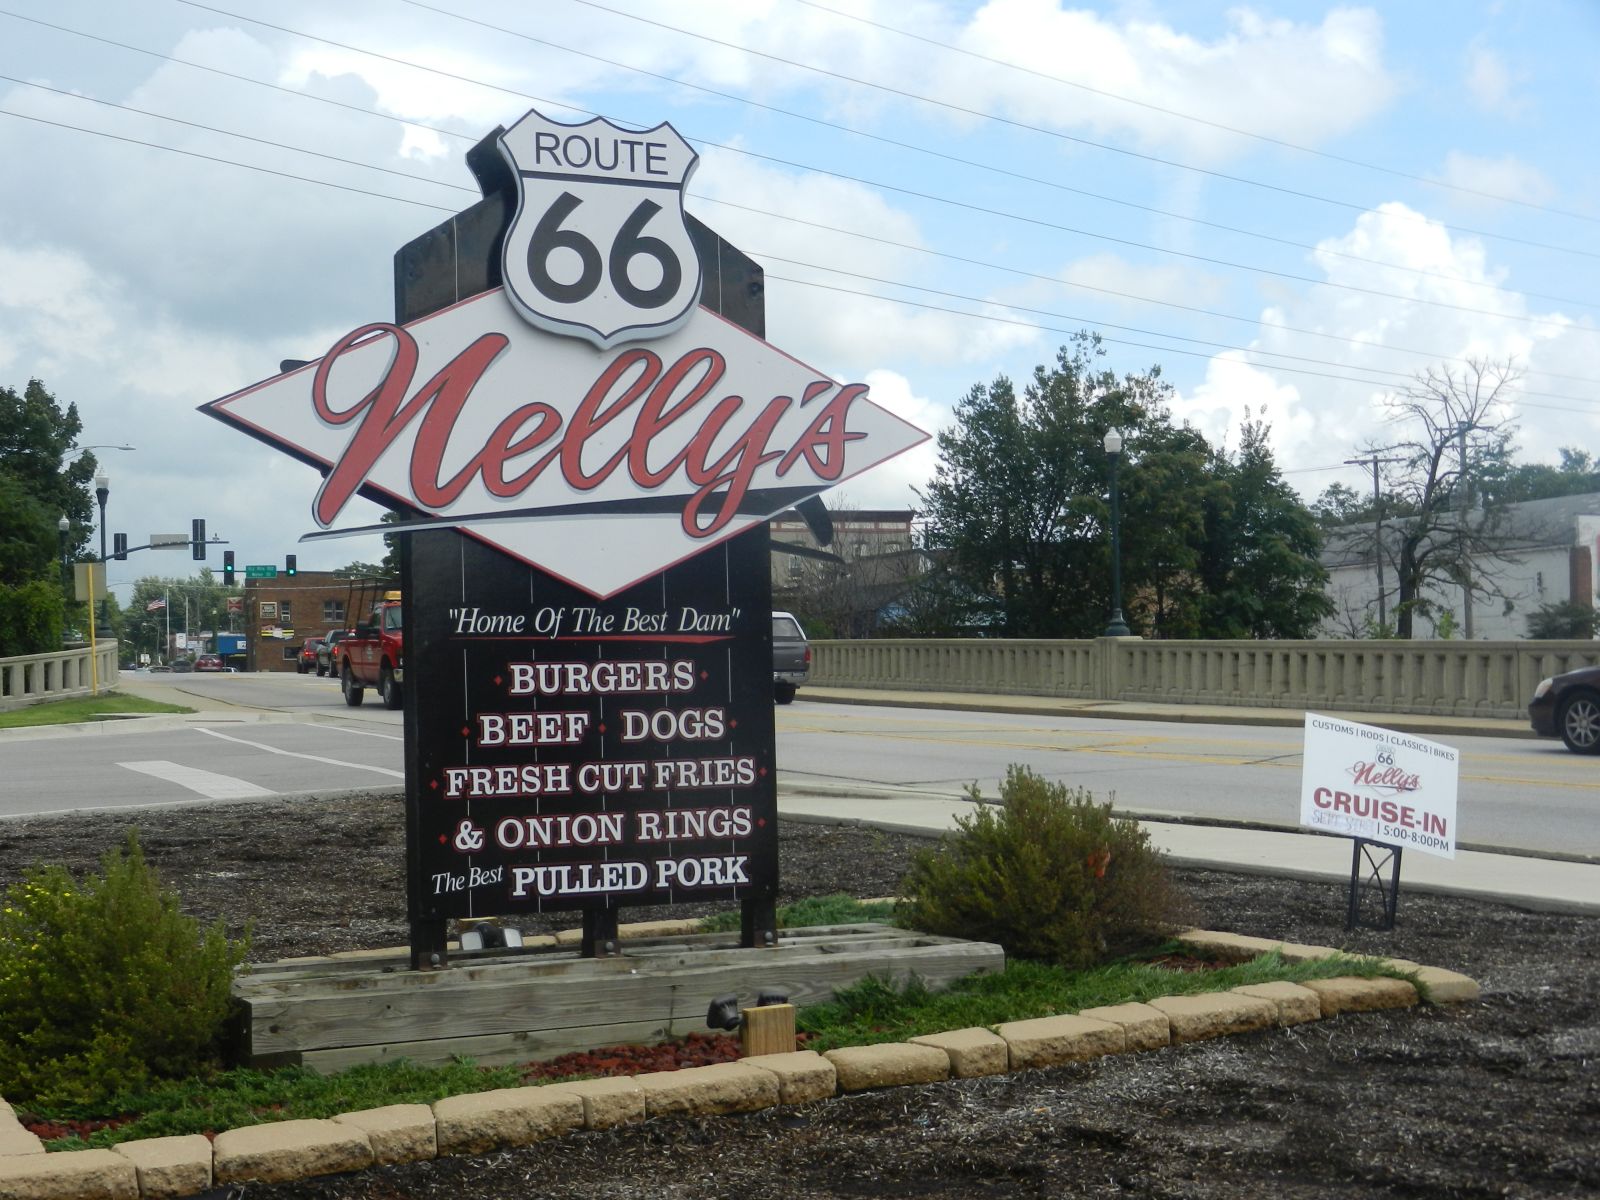 ROUTE
66
Nelly's
"Home Of The Best Dam"
BURGERS
BEEF DOGS
FRESH CUT FRIES
& ONION RINGS
The Best PULLED PORK
CUSTOMS | RODS | CLASSICS | BIKES
66
Nelly's
CRUISE-IN
| 5:00-8:00PM